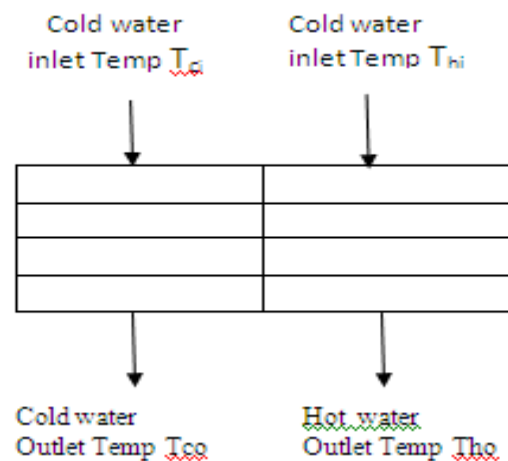 Cold water
inlet Temp Tci
Cold water
inlet Temp Thi
Cold water
Outlet Temp Tco
Hot water
Outlet Temp Tho